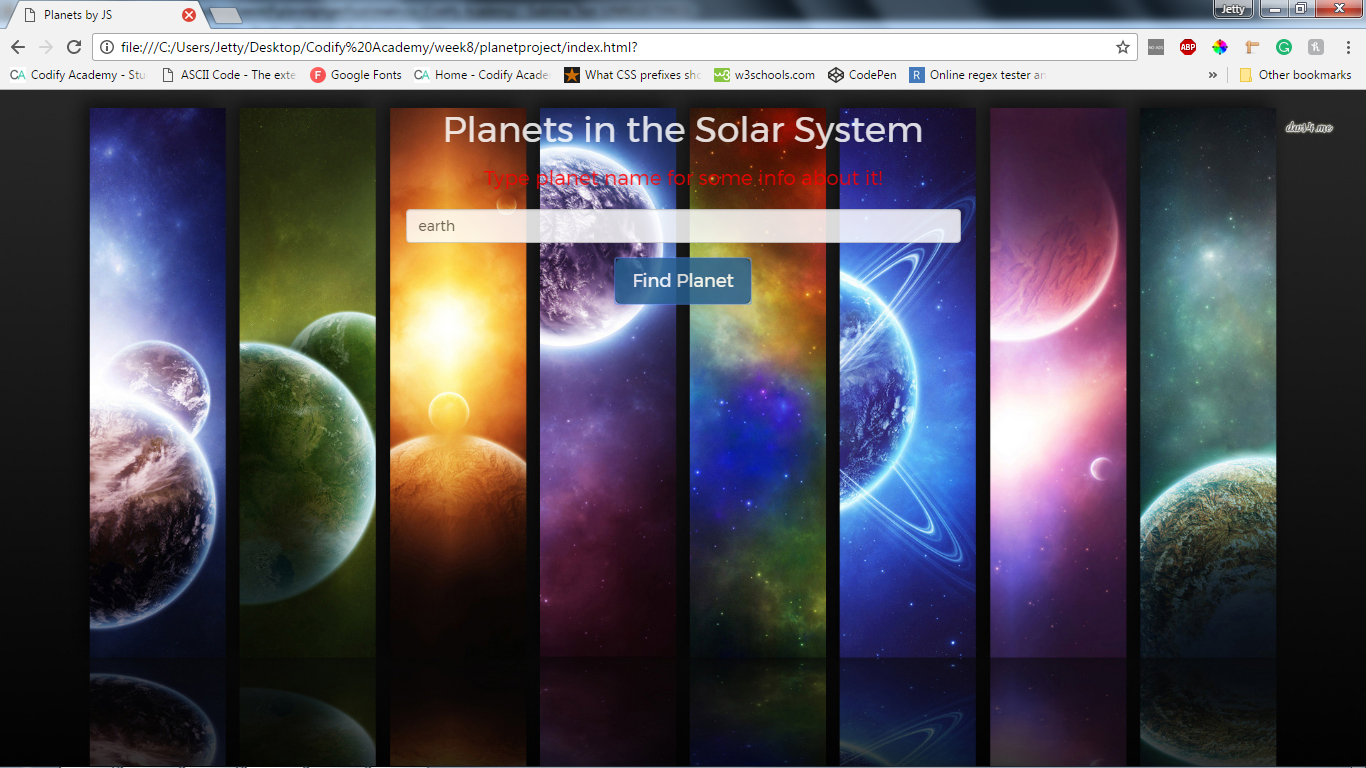 Planets by JS
Jetty
file:///C:/Users/Jetty/Desktop/Codify%20Academy/week8/planetproject/index.html?
ABP
CA Codify Academy - Stu
ASCII Code - The exte
F Google Fonts
CA Home - Codify Acade
What CSS prefixes sho
w3schools.com
CodePen
R Online regex tester an
»
Other bookmarks
Planets in the Solar System
dws4.me
Type planet name for some info about it!
earth
Find Planet